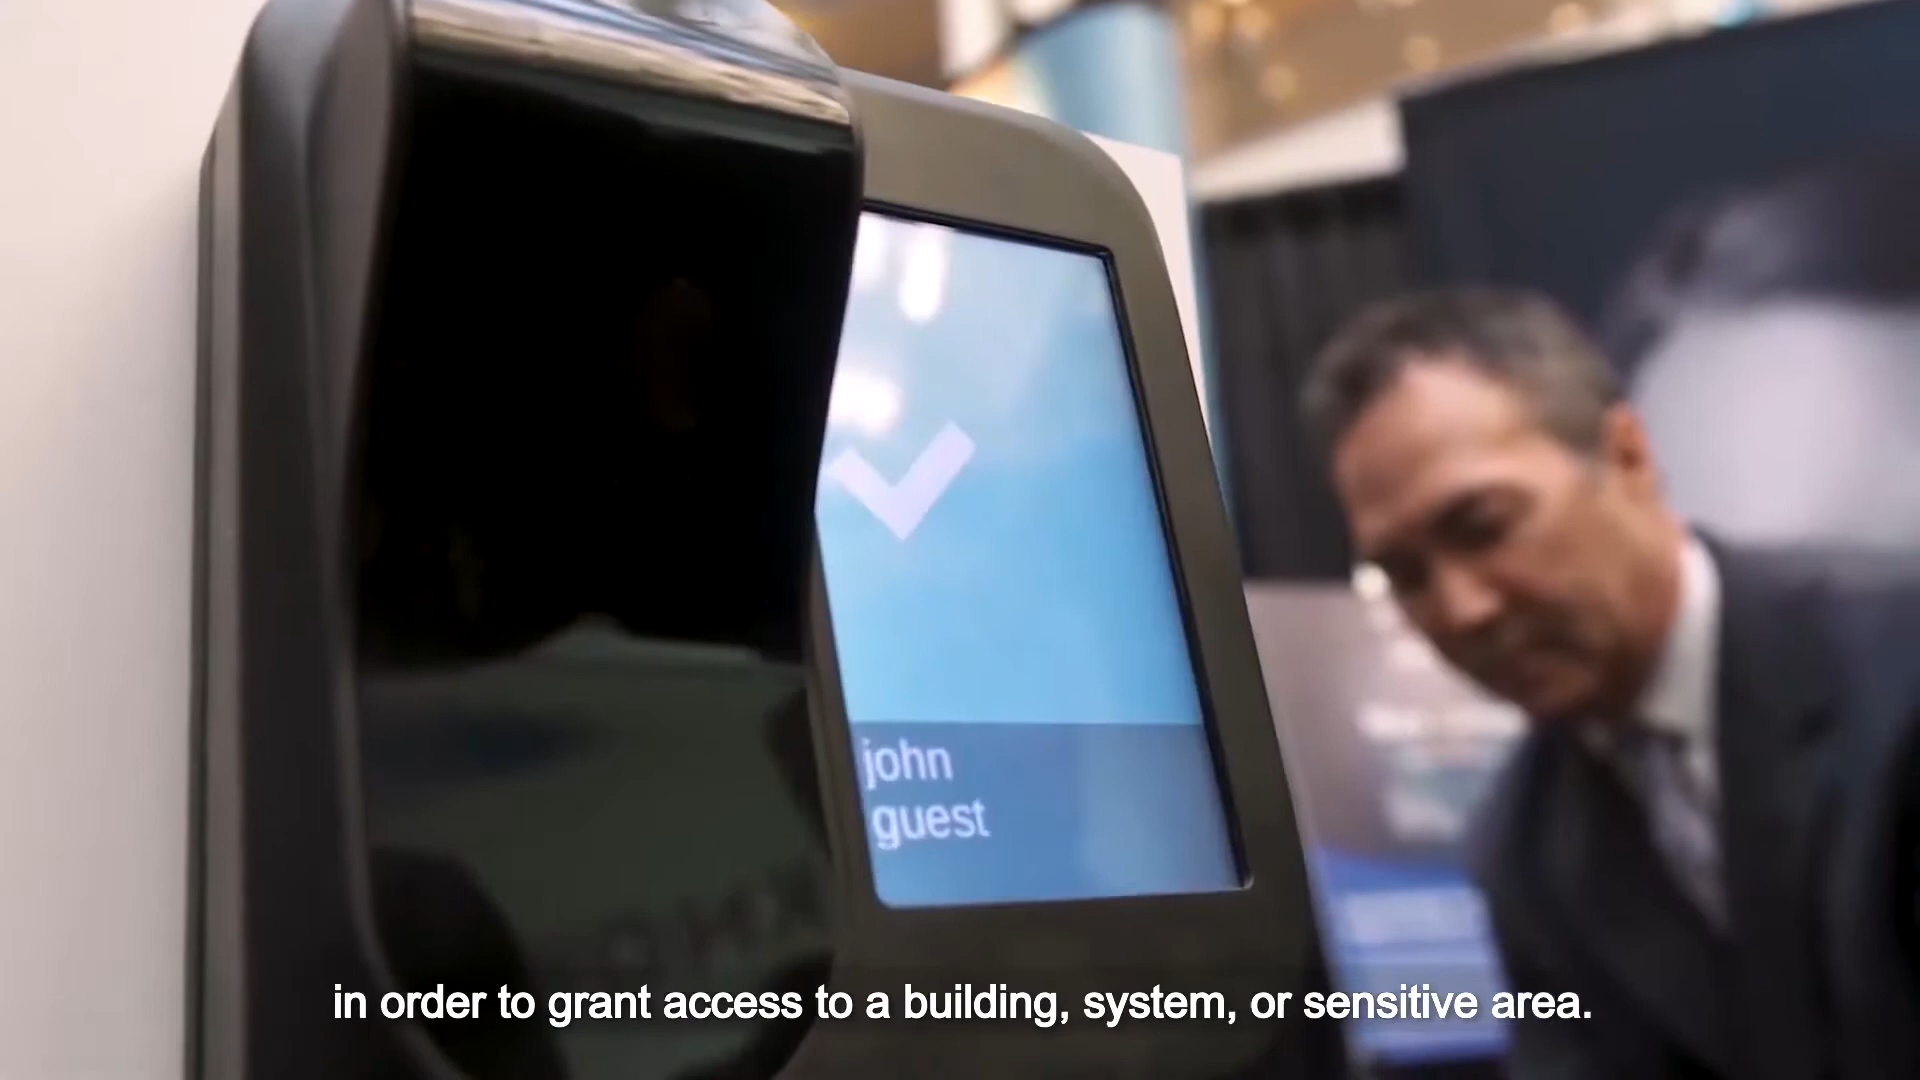 john
guest
in order to grant access to a building, system, or sensitive area.